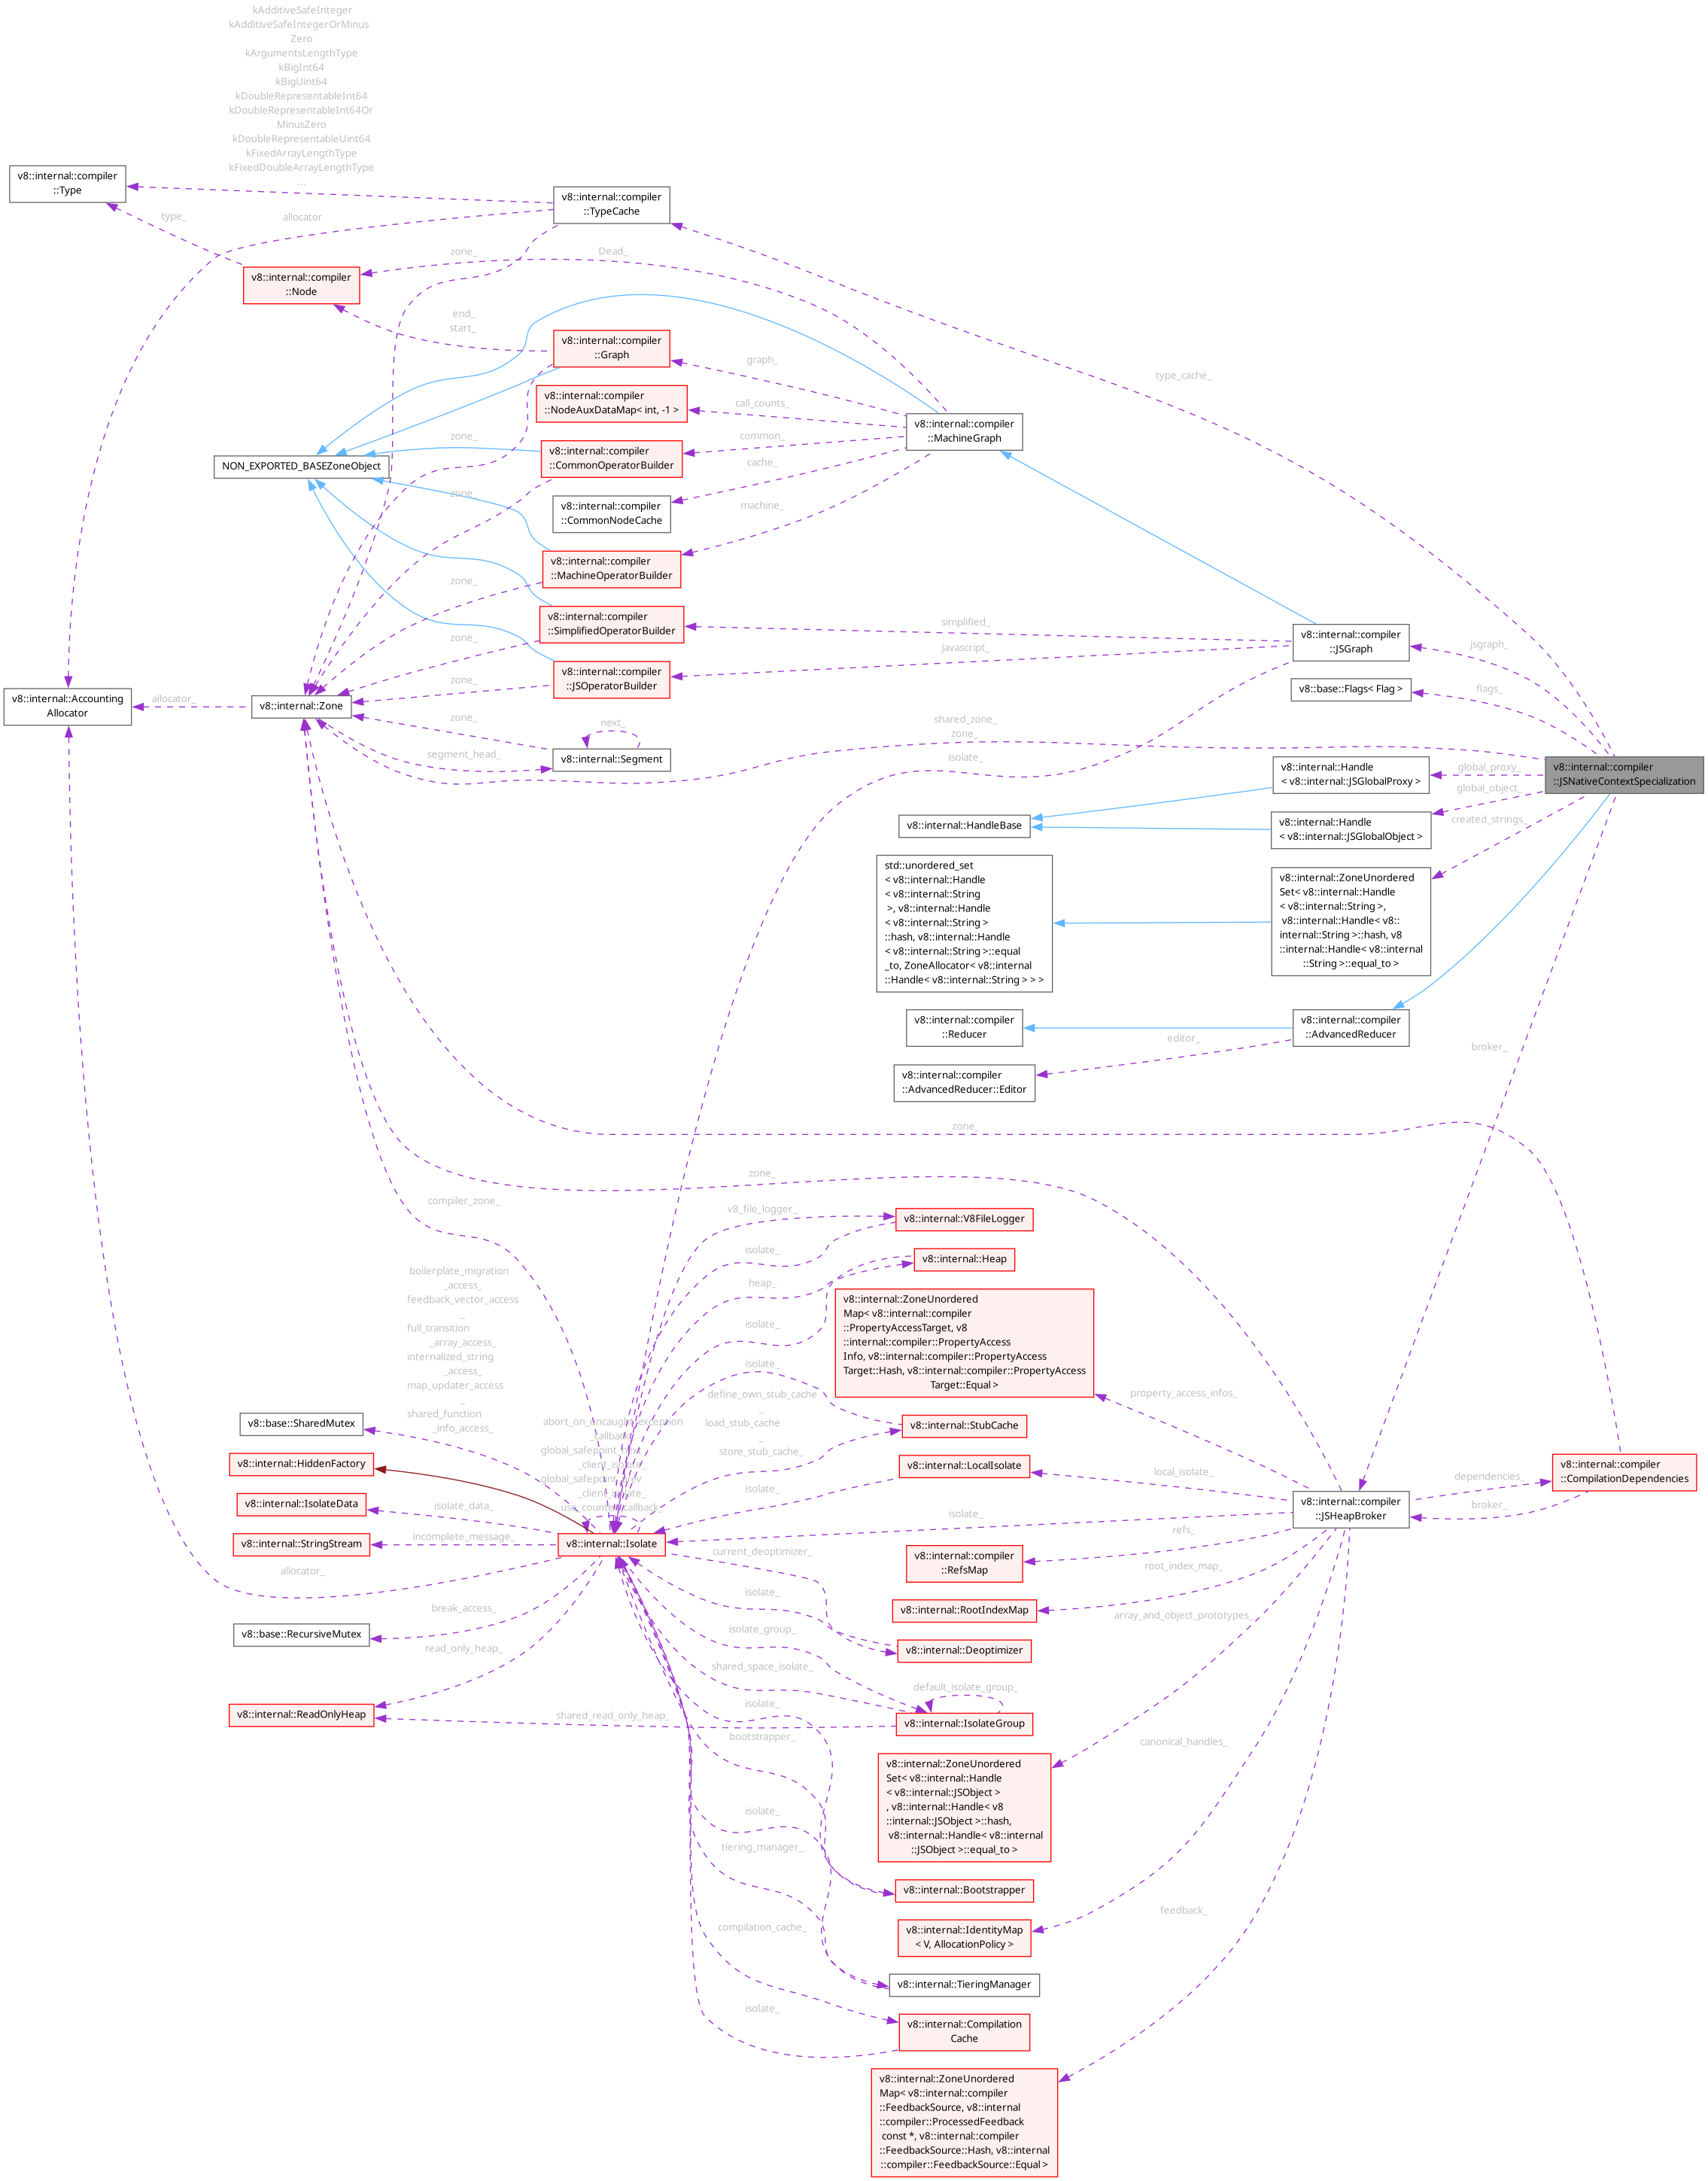 kAdditiveSafeInteger
kAdditiveSafeIntegerOrMinus
Zero
kArgumentsLengthType
kBigInt64
kBigUint64
kDoubleRepresentableInt64
kDoubleRepresentableInt64Or
MinusZero
kDoubleRepresentableUint64
kFixedArrayLengthType
kFixedDoubleArrayLengthType
...
v8::internal::compiler
::Type
v8::internal::compiler
::TypeCache
type_
allocator
zone_
Dead_
v8::internal::compiler
::Node
end_
start_
v8::internal::compiler
::Graph
graph_
type_cache_
v8::internal::compiler
::NodeAuxDataMap< int, -1 >
call_counts_
v8::internal::compiler
::MachineGraph
zone_
common_
NON_EXPORTED_BASEZoneObject
v8::internal::compiler
::CommonOperatorBuilder
cache_
zone_
v8::internal::compiler
::CommonNodeCache
machine_
v8::internal::compiler
::MachineOperatorBuilder
zone_
v8::internal::compiler
::SimplifiedOperatorBuilder
simplified_
zone_
javascript_
v8::internal::compiler
::JSGraph
jsgraph_
v8::internal::compiler
::JSOperatorBuilder
zone_
v8::base::Flags< Flag >
flags_
v8::internal::Accounting
Allocator
allocator_
v8::internal::Zone
zone_
next_
shared_zone_
zone_
segment_head_
v8::internal::Segment
isolate_
v8::internal::Handle
< v8::internal::JSGlobalProxy >
global_proxy_
v8::internal::compiler
::JSNativeContextSpecialization
global_object_
v8::internal::HandleBase
v8::internal::Handle
< v8::internal::JSGlobalObject >
created_strings_
std::unordered_set
< v8::internal::Handle
< v8::internal::String
>, v8::internal::Handle
< v8::internal::String >
::hash, v8::internal::Handle
< v8::internal::String >::equal
_to, ZoneAllocator< v8::internal
::Handle< v8::internal::String > > >
v8::internal::ZoneUnordered
Set< v8::internal::Handle
< v8::internal::String >,
v8::internal::Handle< v8::
internal::String >::hash, v8
::internal::Handle< v8::internal
::String >::equal_to >
v8::internal::compiler
::Reducer
v8::internal::compiler
::AdvancedReducer
editor_
broker_
v8::internal::compiler
::AdvancedReducer::Editor
zone_
zone_
compiler_zone_
v8_file_logger_
v8::internal::V8FileLogger
isolate_
v8::internal::Heap
heap_
isolate_
boilerplate_migration
_access_
feedback_vector_access
_
full_transition
_array_access_
internalized_string
_access_
map_updater_access
_
shared_function
_info_access_
v8::internal::ZoneUnordered
Map< v8::internal::compiler
::PropertyAccessTarget, v8
::internal::compiler::PropertyAccess
Info, v8::internal::compiler::PropertyAccess
Target::Hash, v8::internal::compiler::PropertyAccess
Target::Equal >
isolate_
define_own_stub_cache
_
load_stub_cache
_
store_stub_cache_
property_access_infos_
v8::base::SharedMutex
abort_on_uncaught_exception
_callback_
global_safepoint_next
_client_isolate_
global_safepoint_prev
_client_isolate_
use_counter_callback_
v8::internal::StubCache
v8::internal::HiddenFactory
v8::internal::LocalIsolate
local_isolate_
isolate_
v8::internal::compiler
::CompilationDependencies
dependencies_
broker_
v8::internal::IsolateData
isolate_data_
isolate_
v8::internal::compiler
::JSHeapBroker
v8::internal::StringStream
incomplete_message_
v8::internal::Isolate
refs_
current_deoptimizer_
v8::internal::compiler
::RefsMap
root_index_map_
allocator_
isolate_
v8::internal::RootIndexMap
array_and_object_prototypes_
break_access_
v8::base::RecursiveMutex
isolate_group_
v8::internal::Deoptimizer
read_only_heap_
shared_space_isolate_
default_isolate_group_
v8::internal::ReadOnlyHeap
shared_read_only_heap_
v8::internal::IsolateGroup
isolate_
bootstrapper_
canonical_handles_
v8::internal::ZoneUnordered
Set< v8::internal::Handle
< v8::internal::JSObject >
, v8::internal::Handle< v8
::internal::JSObject >::hash,
v8::internal::Handle< v8::internal
::JSObject >::equal_to >
isolate_
tiering_manager_
v8::internal::Bootstrapper
feedback_
compilation_cache_
v8::internal::IdentityMap
< V, AllocationPolicy >
v8::internal::TieringManager
isolate_
v8::internal::Compilation
Cache
v8::internal::ZoneUnordered
Map< v8::internal::compiler
::FeedbackSource, v8::internal
::compiler::ProcessedFeedback
const *, v8::internal::compiler
::FeedbackSource::Hash, v8::internal
::compiler::FeedbackSource::Equal >